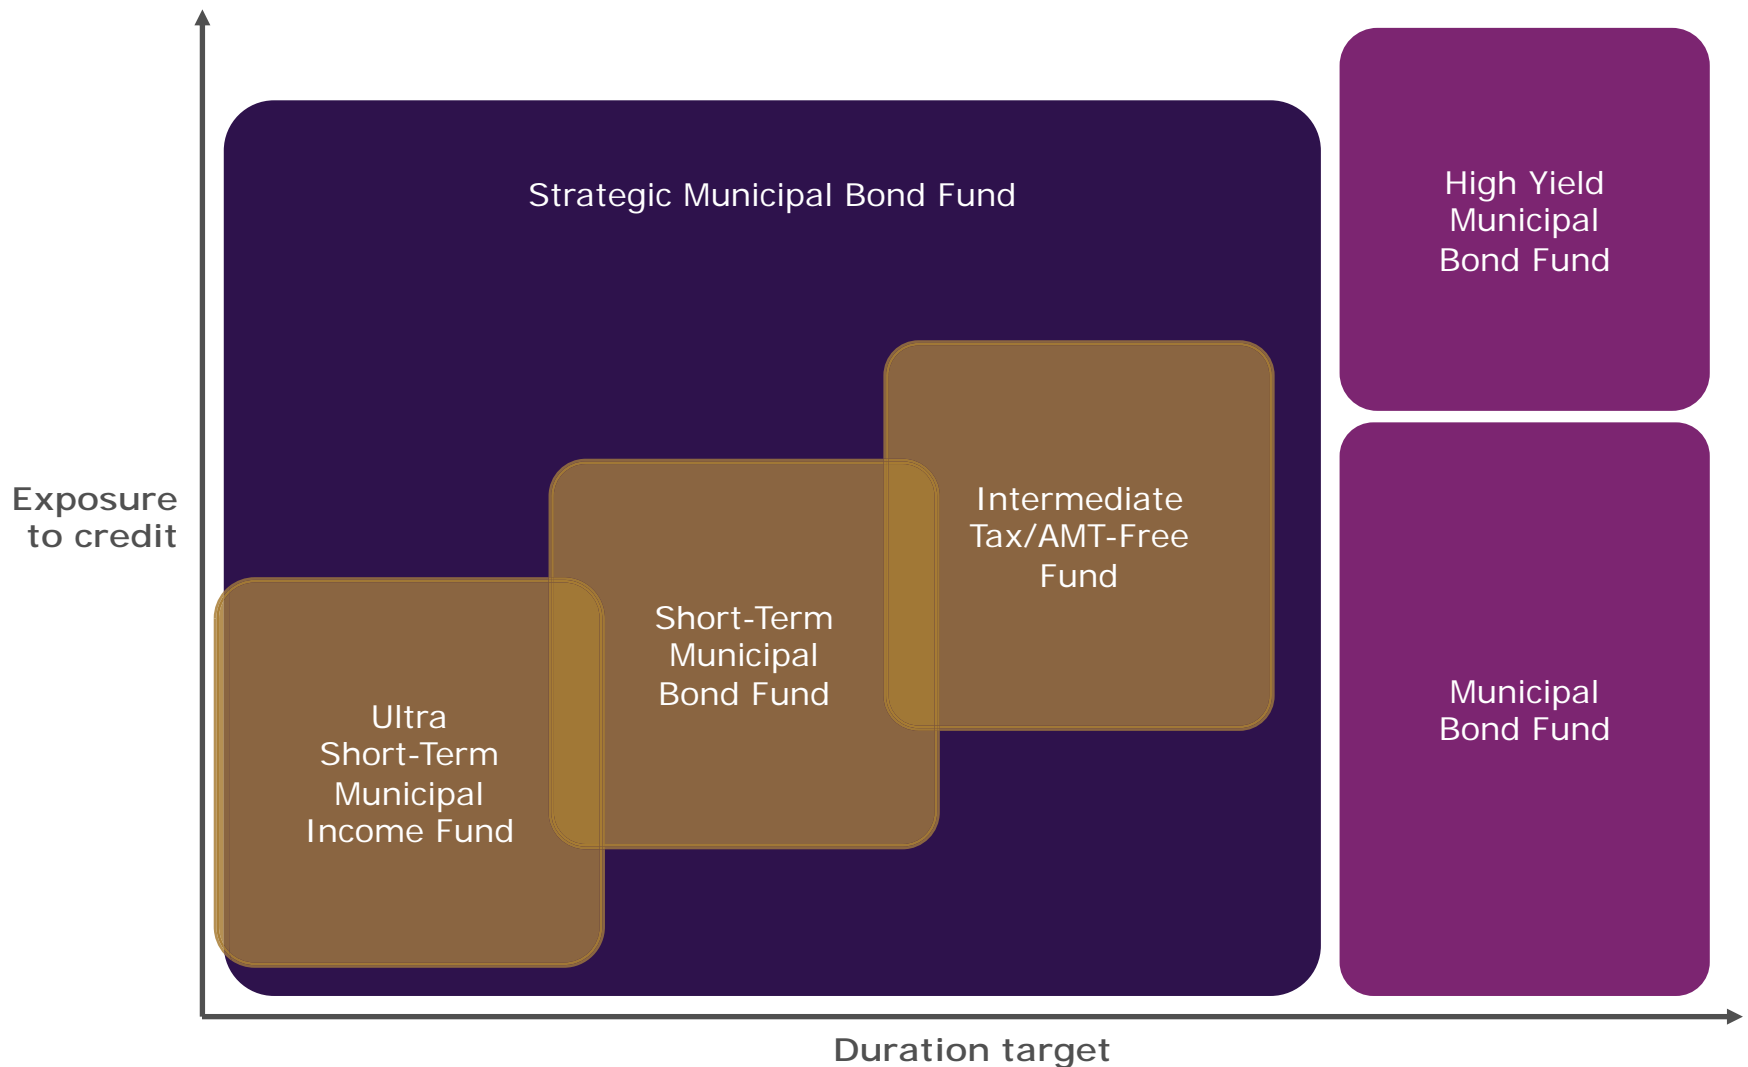 Strategic Municipal Bond Fund
High Yield
Municipal
Bond Fund
Exposure
to credit
Intermediate
Tax/AMT-Free
Fund
Short-Term
Municipal
Bond Fund
Ultra
Short-Term
Municipal
Income Fund
Municipal
Bond Fund
Duration target